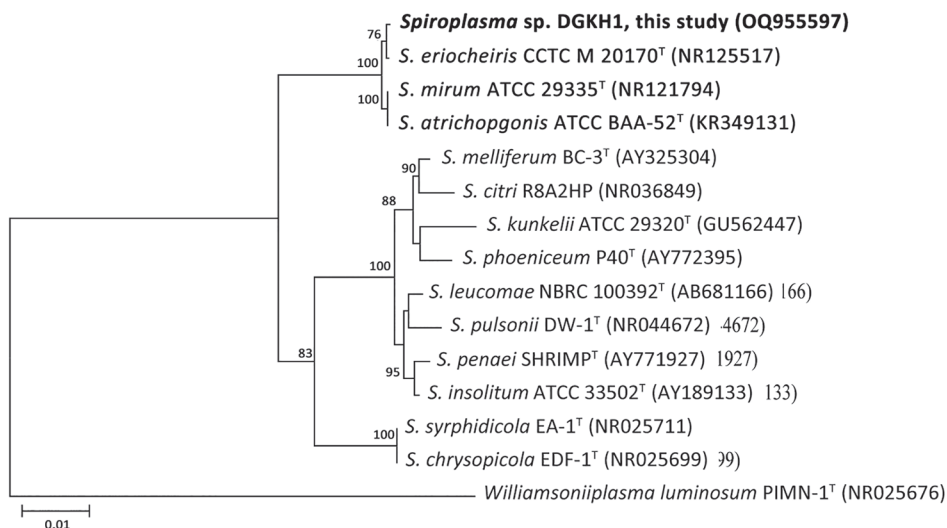 Spiroplasma sp. DGKH1, this study (OQ955597)
76
S. eriocheiris CCTC M 20170ᵀ (NR125517)
100
S. mirum ATCC 29335ᵀ (NR121794)
100
S. atrichopgonis ATCC BAA-52ᵀ (KR349131)
S. melliferum BC-3ᵀ (AY325304)
90
S. citri R8A2HP (NR036849)
88
S. kunkelii ATCC 29320ᵀ (GU562447)
S. phoeniceum P40ᵀ (AY772395)
100
S. leucomae NBRC 100392ᵀ (AB681166) 166)
S. pulsonii DW-1ᵀ (NR044672) 4672)
83
S. penaei SHRIMPᵀ (AY771927) 1927)
95
S. insolitum ATCC 33502ᵀ (AY189133) 133)
S. syrphidicola EA-1ᵀ (NR025711)
100
S. chrysopicola EDF-1ᵀ (NR025699) 99)
Williamsoniiplasma luminosum PIMN-1ᵀ (NR025676)
0.01